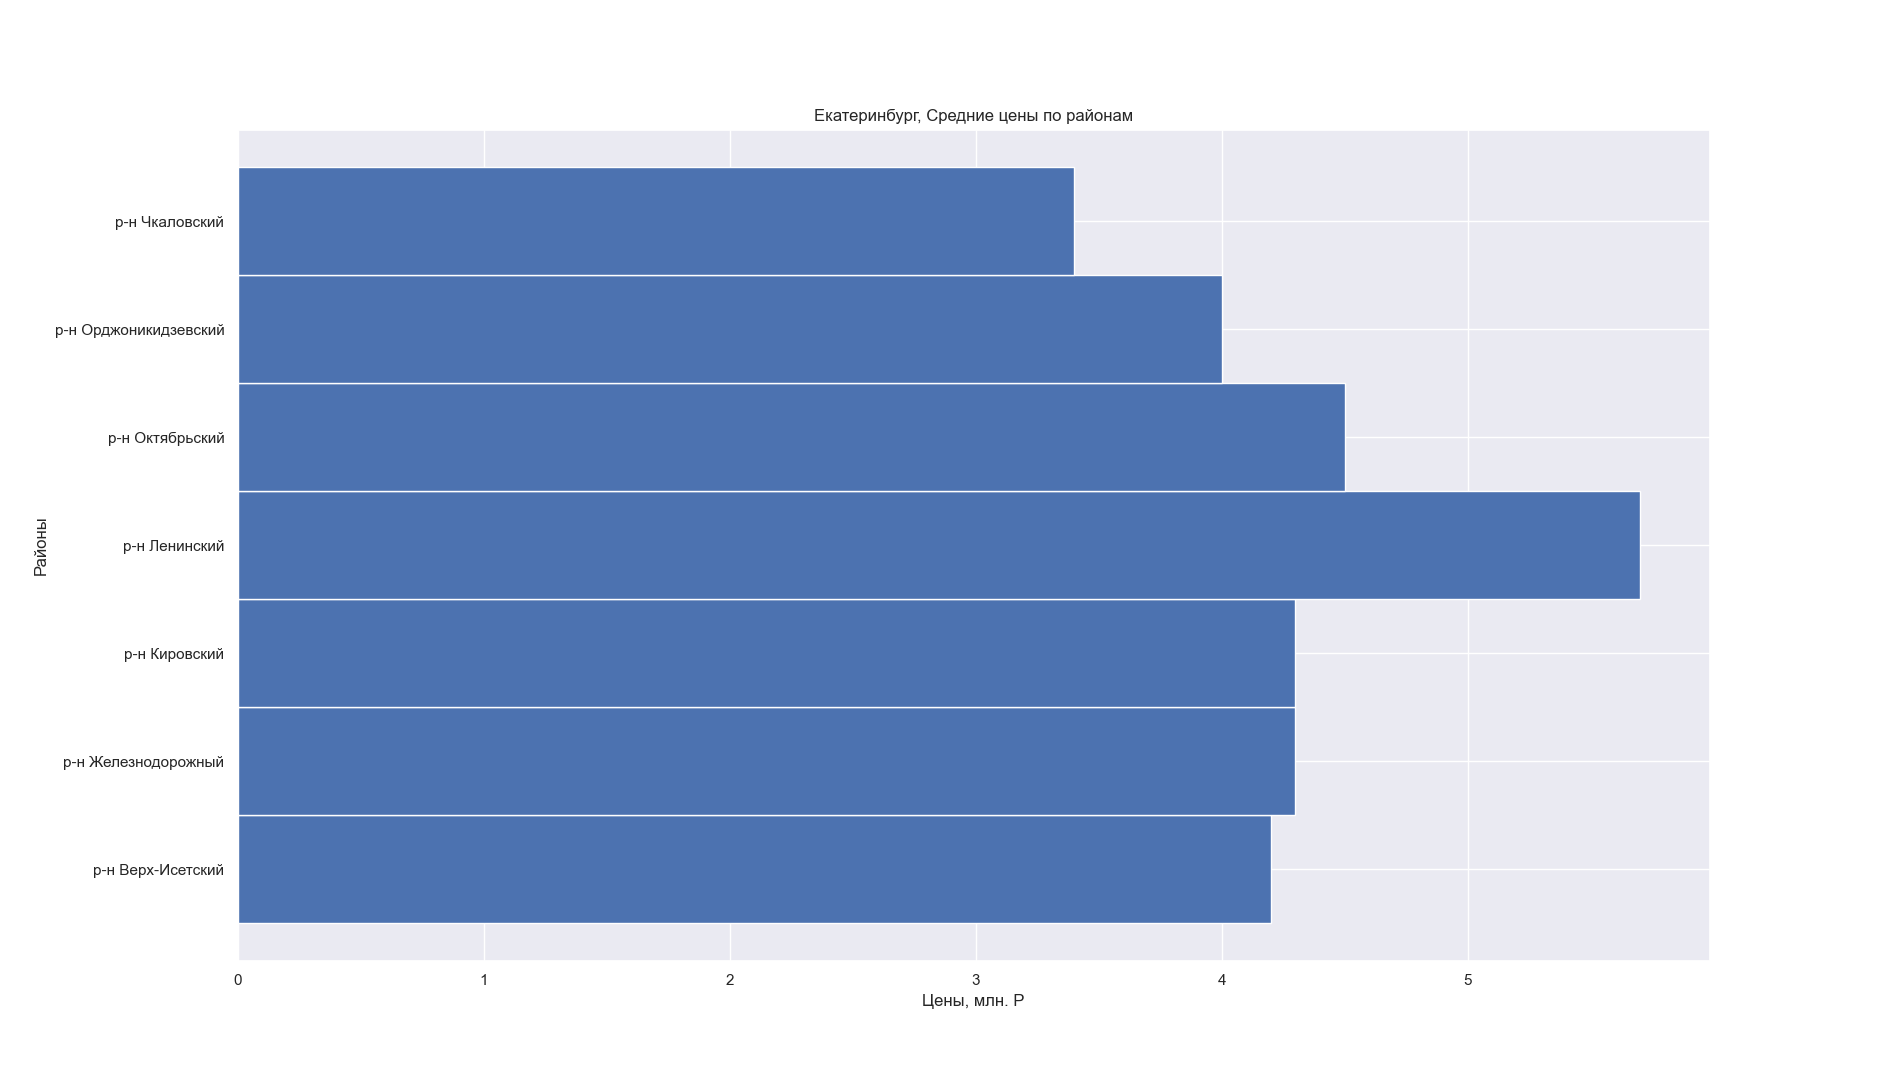 Екатеринбург, Средние цены по районам
р-н Чкаловский
р-н Орджоникидзевский
р-н Октябрьский
р-н Ленинский
р-н Кировский
р-н Железнодорожный
р-н Верх-Исетский
Районы
0 1 2 3 4 5
Цены, млн. Р